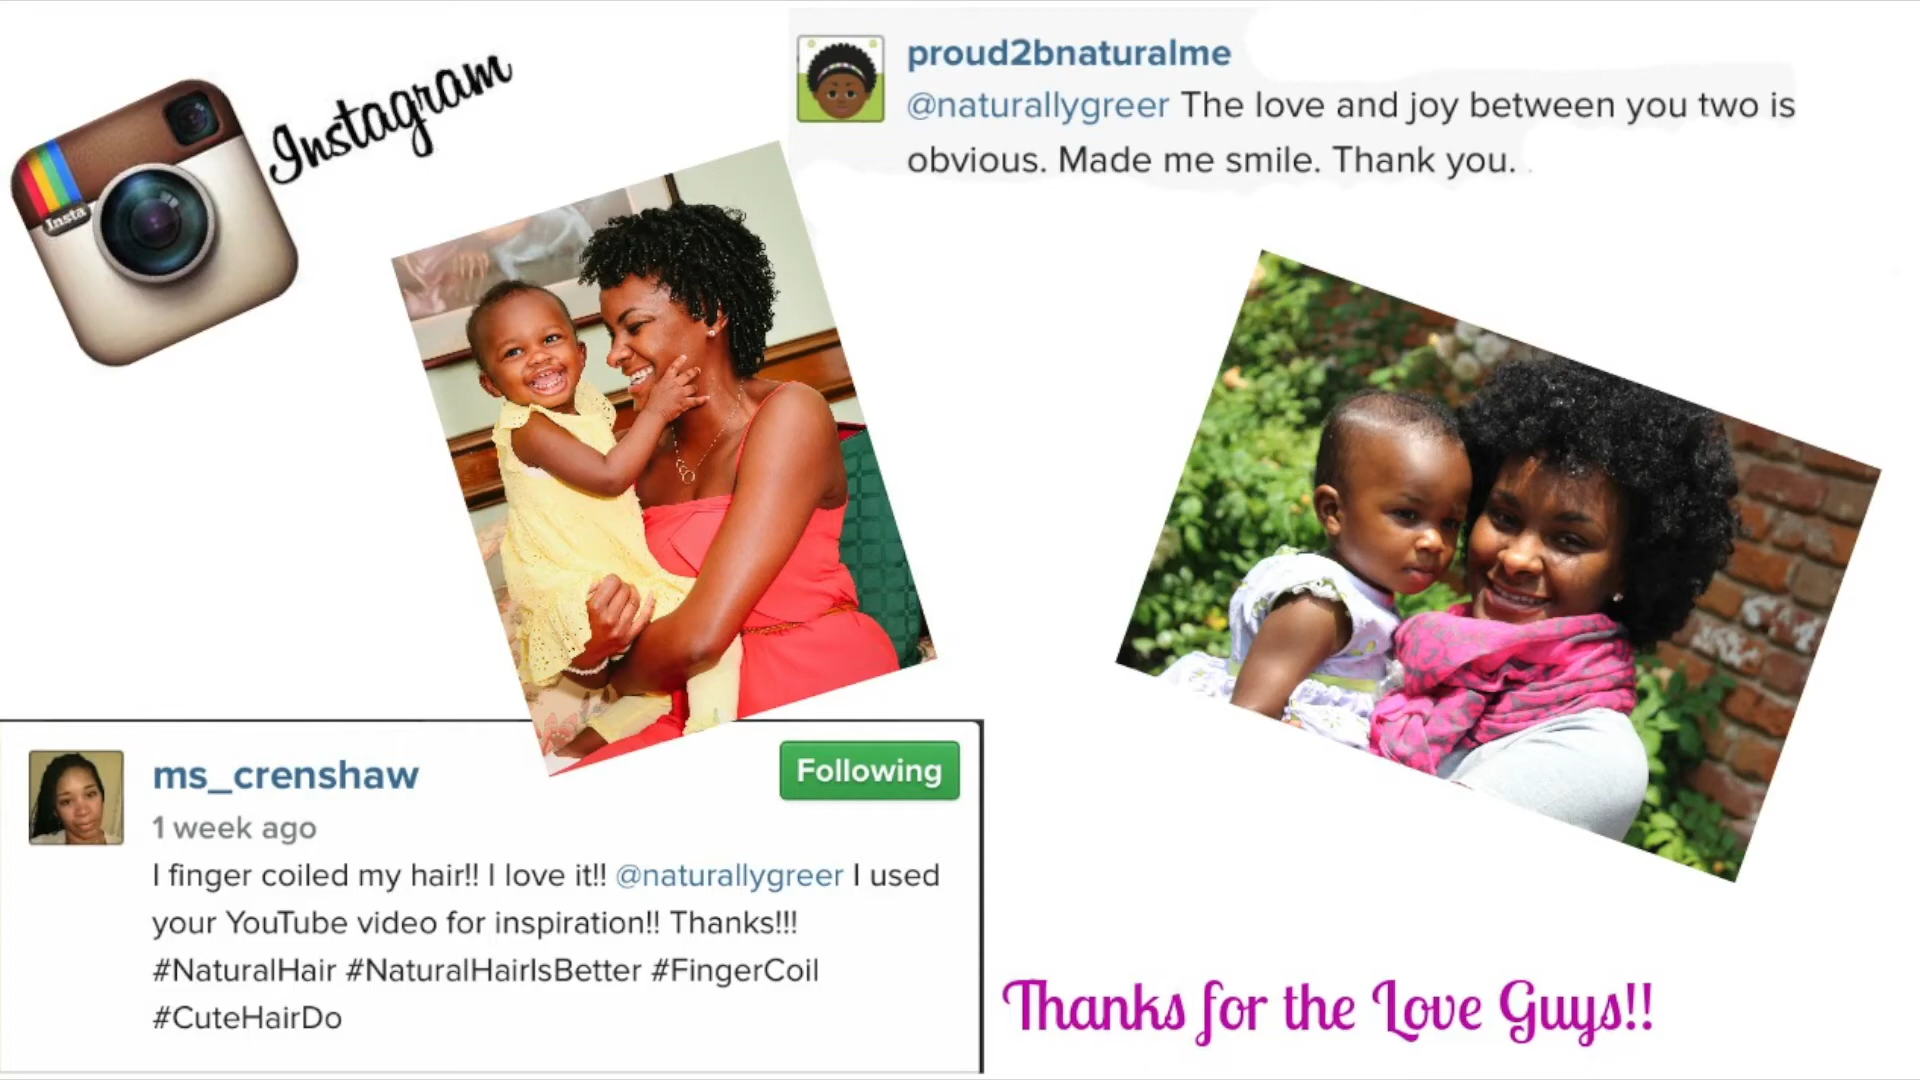 Instagram
Insta
proud2bnaturalme
@naturallygreer The love and joy between you two is
obvious. Made me smile. Thank you.
ms_crenshaw
Following
1 week ago
I finger coiled my hair!! I love it!! @naturallygreer I used
your YouTube video for inspiration!! Thanks!!!
#NaturalHair #NaturalHairIsBetter #FingerCoil
#CuteHairDo
Thanks for the Love Guys!!